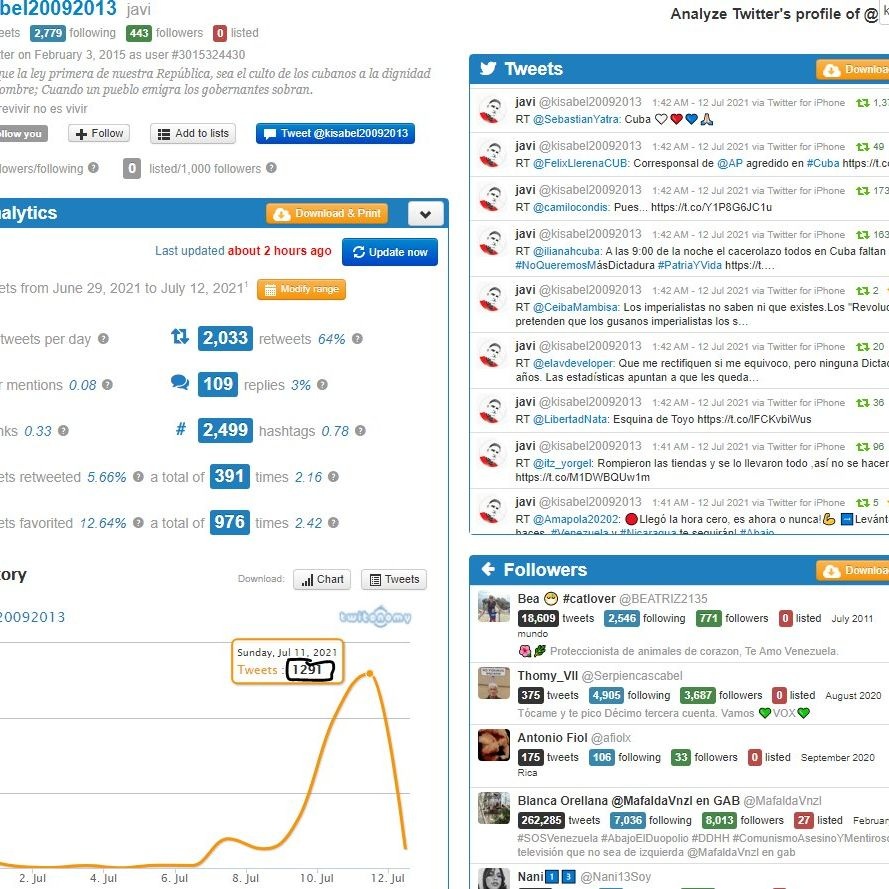 bel20092013 javi
eets 2,779 following 443 followers 0 listed
ter on February 3, 2015 as user #3015324430
que la ley primera de nuestra República, sea el culto de los cubanos a la dignidad
ombre; Cuando un pueblo emigra los gobernantes sobran.
revivir no es vivir
ollow you Follow Add to lists Tweet @kisabel20092013
lowers/following 0 listed/1,000 followers
nalytics Download & Print
Last updated about 2 hours ago Update now
ets from June 29, 2021 to July 12, 2021¹ Modify range
tweets per day 2,033 retweets 64%
r mentions 0.08 109 replies 3%
nks 0.33 # 2,499 hashtags 0.78
ets retweeted 5.66% a total of 391 times 2.16
ets favorited 12.64% a total of 976 times 2.42
ory Download: Chart Tweets
20092013 twitonomy
Sunday, Jul 11, 2021
Tweets : 1291
2. Jul 4. Jul 6. Jul 8. Jul 10. Jul 12. Jul
Analyze Twitter's profile of @ k
Tweets Downloa
javi @kisabel20092013 1:42 AM - 12 Jul 2021 via Twitter for iPhone 1,37
RT @SebastianYatra: Cuba 🤍❤️💙🙏🏼
javi @kisabel20092013 1:42 AM - 12 Jul 2021 via Twitter for iPhone 49
RT @FelixLlerenaCUB: Corresponsal de @AP agredido en #Cuba https://t.c
javi @kisabel20092013 1:42 AM - 12 Jul 2021 via Twitter for iPhone 173
RT @camilocondis: Pues... https://t.co/Y1P8G6JC1u
javi @kisabel20092013 1:42 AM - 12 Jul 2021 via Twitter for iPhone 163
RT @ilianahcuba: A las 9:00 de la noche el cacerolazo todos en Cuba faltan
#NoQueremosMásDictadura #PatriaYVida https://t.…
javi @kisabel20092013 1:42 AM - 12 Jul 2021 via Twitter for iPhone 2
RT @CeibaMambisa: Los imperialistas no saben ni que existes.Los "Revoluc
pretenden que los gusanos imperialistas los s…
javi @kisabel20092013 1:42 AM - 12 Jul 2021 via Twitter for iPhone 20
RT @elavdeveloper: Que me rectifiquen si me equivoco, pero ninguna Dictad
años. Las estadísticas apuntan a que les queda…
javi @kisabel20092013 1:42 AM - 12 Jul 2021 via Twitter for iPhone 36
RT @LibertadNata: Esquina de Toyo https://t.co/IFCKvbiWus
javi @kisabel20092013 1:41 AM - 12 Jul 2021 via Twitter for iPhone 96
RT @itz_yorgel: Rompieron las tiendas y se lo llevaron todo ,así no se hacen
https://t.co/M1DWBQUw1m
javi @kisabel20092013 1:41 AM - 12 Jul 2021 via Twitter for iPhone 5
RT @Amapola20202: 🔴Llegó la hora cero, es ahora o nunca!💪 ➡️Levánt
haces, #Venezuela y #Nicaragua te seguirán! #Abajo
Followers Downloa
Bea 😷 #catlover @BEATRIZ2135
18,609 tweets 2,546 following 771 followers 0 listed July 2011
mundo
🌺🌿 Proteccionista de animales de corazon, Te Amo Venezuela.
Thomy_VII @Serpiencascabel
375 tweets 4,905 following 3,687 followers 0 listed August 2020
Tócame y te pico Décimo tercera cuenta. Vamos 💚VOX💚
Antonio Fiol @afiolx
175 tweets 106 following 33 followers 0 listed September 2020
Rica
Blanca Orellana @MafaldaVnzl en GAB @MafaldaVnzl
262,285 tweets 7,036 following 8,013 followers 27 listed Februar
#SOSVenezuela #AbajoElDuopolio #DDHH #ComunismoAsesinoYMentiros
televisión que no sea de izquierda @MafaldaVnzl en gab
Nani1️⃣3️⃣ @Nani13Soy